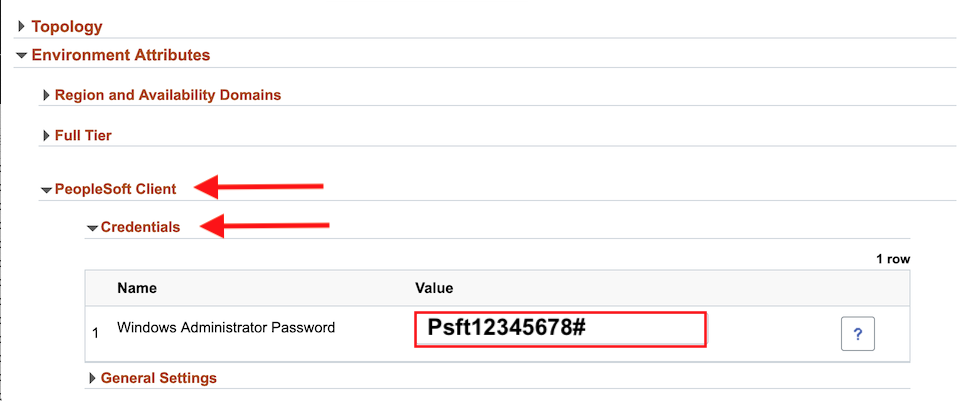 Topology
Environment Attributes
Region and Availability Domains
Full Tier
PeopleSoft Client
Credentials
1 row
Name Value
1 Windows Administrator Password Psft12345678# ?
General Settings